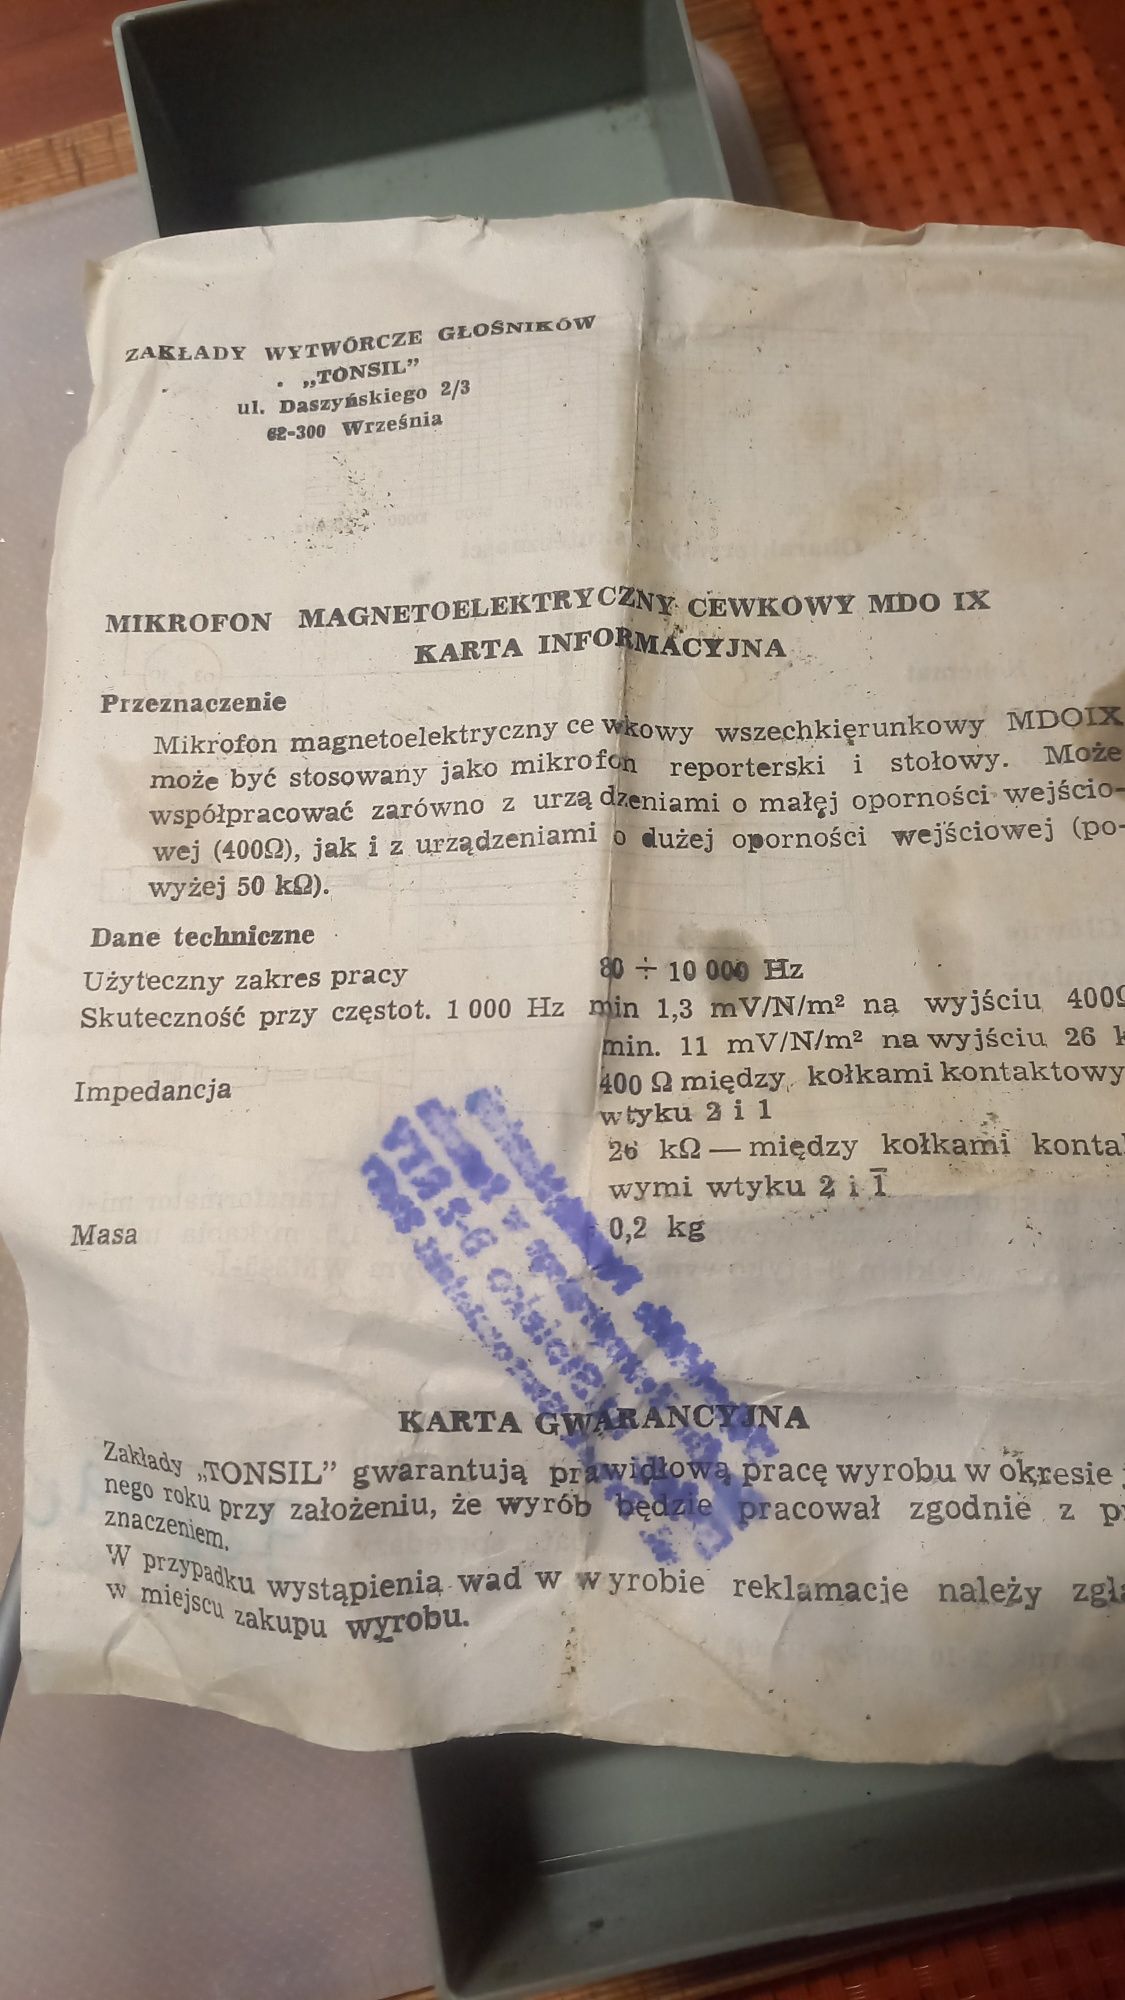 ZAKŁADY WYTWÓRCZE GŁOŚNIKÓW
„TONSIL”
ul. Daszyńskiego 2/3
62-300 Września
MIKROFON MAGNETOELEKTRYCZNY CEWKOWY MDO IX
KARTA INFORMACYJNA
Przeznaczenie
Mikrofon magnetoelektryczny cewkowy wszechkierunkowy MDOIX
może być stosowany jako mikrofon reporterski i stołowy. Może
współpracować zarówno z urządzeniami o małej oporności wejścio-
wej (400Ω), jak i z urządzeniami o dużej oporności wejściowej (po-
wyżej 50 kΩ).
Dane techniczne
Użyteczny zakres pracy 80 ÷ 10 000 Hz
Skuteczność przy częstot. 1 000 Hz min 1,3 mV/N/m² na wyjściu 400Ω
min. 11 mV/N/m² na wyjściu 26 k
Impedancja 400 Ω między kołkami kontaktowy
wtyku 2 i 1
26 kΩ — między kołkami konta
wymi wtyku 2 i 1̅
Masa 0,2 kg
KARTA GWARANCYJNA
Zakłady „TONSIL” gwarantują prawidłową pracę wyrobu w okresie
nego roku przy założeniu, że wyrób będzie pracował zgodnie z p
znaczeniem.
W przypadku wystąpienia wad w wyrobie reklamacje należy zgła
w miejscu zakupu wyrobu.